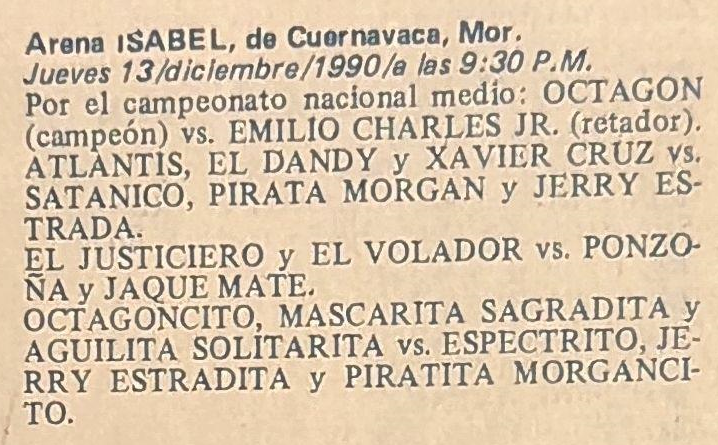 Arena ISABEL, de Cuernavaca, Mor.
Jueves 13/diciembre/1990/a las 9:30 P.M.
Por el campeonato nacional medio: OCTAGON
(campeón) vs. EMILIO CHARLES JR. (retador).
ATLANTIS, EL DANDY y XAVIER CRUZ vs.
SATANICO, PIRATA MORGAN y JERRY ES-
TRADA.
EL JUSTICIERO y EL VOLADOR vs. PONZO-
ÑA y JAQUE MATE.
OCTAGONCITO, MASCARITA SAGRADITA y
AGUILITA SOLITARITA vs. ESPECTRITO, JE-
RRY ESTRADITA y PIRATITA MORGANCI-
TO.